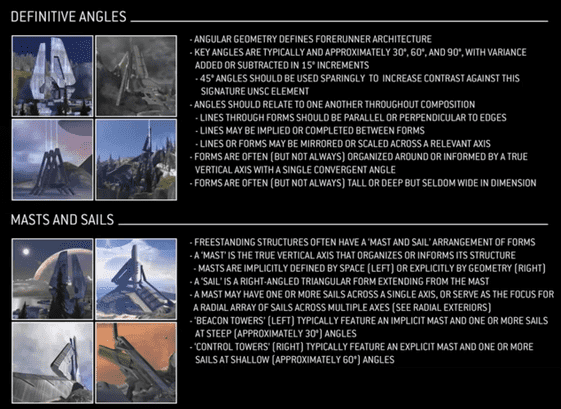 DEFINITIVE ANGLES
- ANGULAR GEOMETRY DEFINES FORERUNNER ARCHITECTURE
- KEY ANGLES ARE TYPICALLY AND APPROXIMATELY 30°, 60°, AND 90°, WITH VARIANCE
ADDED OR SUBTRACTED IN 15° INCREMENTS
- 45° ANGLES SHOULD BE USED SPARINGLY TO INCREASE CONTRAST AGAINST THIS
SIGNATURE UNSC ELEMENT
- ANGLES SHOULD RELATE TO ONE ANOTHER THROUGHOUT COMPOSITION
- LINES THROUGH FORMS SHOULD BE PARALLEL OR PERPENDICULAR TO EDGES
- LINES MAY BE IMPLIED OR COMPLETED BETWEEN FORMS
- LINES OR FORMS MAY BE MIRRORED OR SCALED ACROSS A RELEVANT AXIS
- FORMS ARE OFTEN (BUT NOT ALWAYS) ORGANIZED AROUND OR INFORMED BY A TRUE
VERTICAL AXIS WITH A SINGLE CONVERGENT ANGLE
- FORMS ARE OFTEN (BUT NOT ALWAYS) TALL OR DEEP BUT SELDOM WIDE IN DIMENSION
MASTS AND SAILS
- FREESTANDING STRUCTURES OFTEN HAVE A 'MAST AND SAIL' ARRANGEMENT OF FORMS
- A 'MAST' IS THE TRUE VERTICAL AXIS THAT ORGANIZES OR INFORMS ITS STRUCTURE
- MASTS ARE IMPLICITLY DEFINED BY SPACE (LEFT) OR EXPLICITLY BY GEOMETRY (RIGHT)
- A 'SAIL' IS A RIGHT-ANGLED TRIANGULAR FORM EXTENDING FROM THE MAST
- A MAST MAY HAVE ONE OR MORE SAILS ACROSS A SINGLE AXIS, OR SERVE AS THE FOCUS FOR
A RADIAL ARRAY OF SAILS ACROSS MULTIPLE AXES (SEE RADIAL EXTERIORS)
- 'BEACON TOWERS' (LEFT) TYPICALLY FEATURE AN IMPLICIT MAST AND ONE OR MORE SAILS
AT STEEP (APPROXIMATELY 30°) ANGLES
- 'CONTROL TOWERS' (RIGHT) TYPICALLY FEATURE AN EXPLICIT MAST AND ONE OR MORE
SAILS AT SHALLOW (APPROXIMATELY 60°) ANGLES